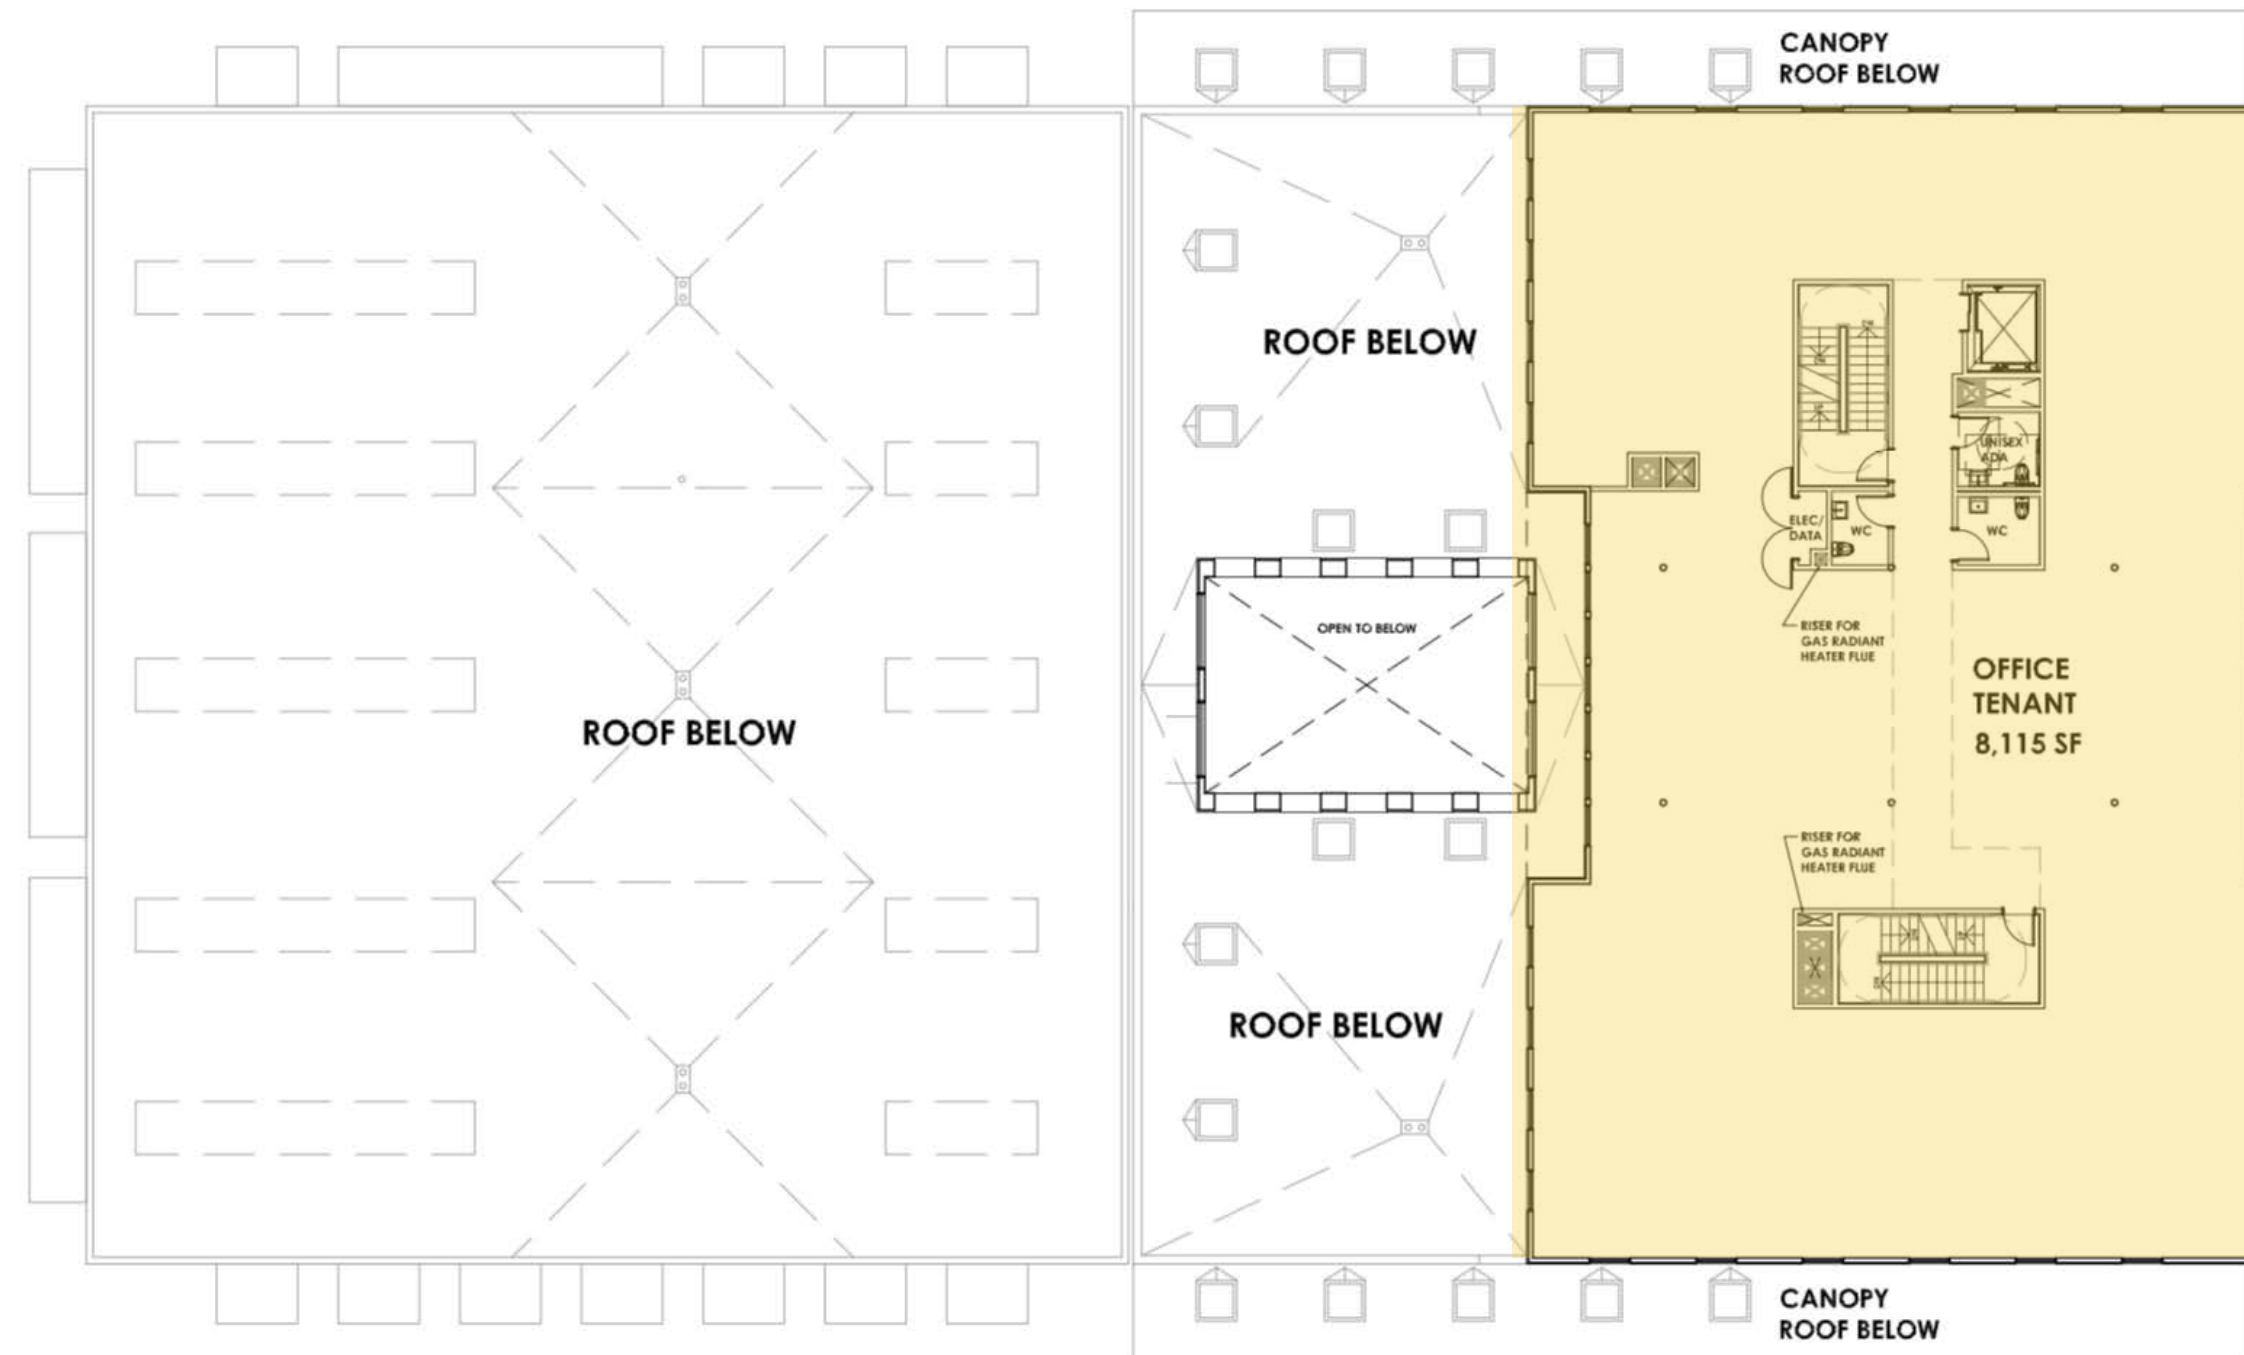 CANOPY
ROOF BELOW
ROOF BELOW
UNISEX
ADA
ELEC/
DATA
WC
WC
OPEN TO BELOW
RISER FOR
GAS RADIANT
HEATER FLUE
OFFICE
TENANT
8,115 SF
ROOF BELOW
RISER FOR
GAS RADIANT
HEATER FLUE
ROOF BELOW
CANOPY
ROOF BELOW